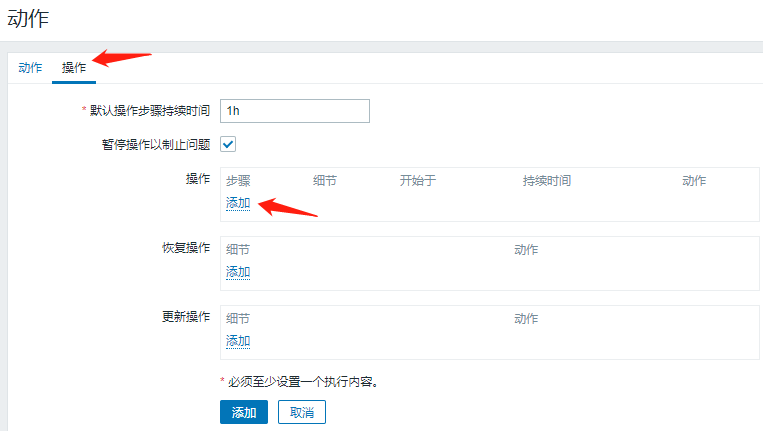 动作
动作 操作
* 默认操作步骤持续时间 1h
暂停操作以制止问题
操作 步骤 细节 开始于 持续时间 动作
添加
恢复操作 细节 动作
添加
更新操作 细节 动作
添加
* 必须至少设置一个执行内容。
添加 取消